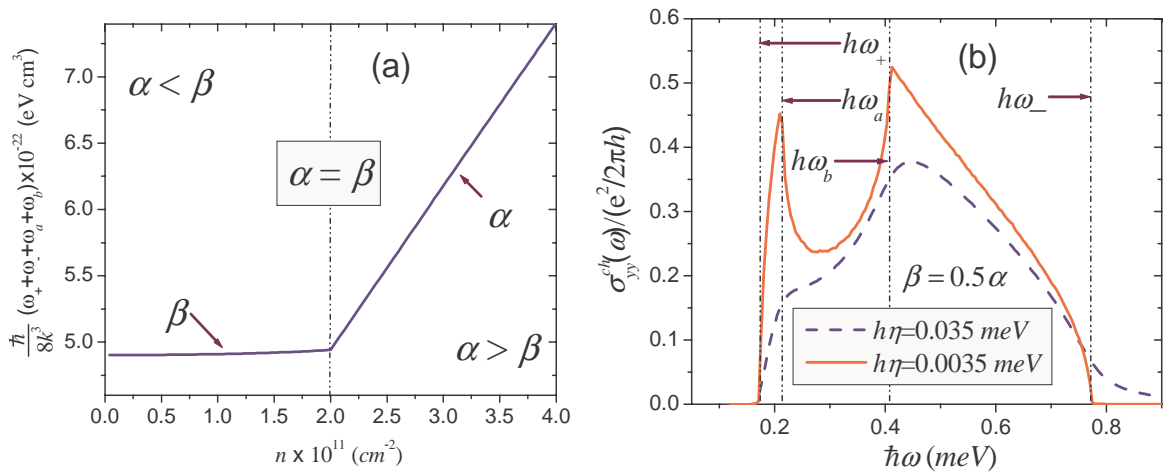 (a)
α < β
α = β
α
β
α > β
ħ/8k³ (ω₊+ω₋+ω_a+ω_b)x10⁻²² (eV cm³)
7.0
6.5
6.0
5.5
5.0
0.0 0.5 1.0 1.5 2.0 2.5 3.0 3.5 4.0
n x 10¹¹ (cm⁻²)
(b)
hω₊
hω_a
hω_b
hω₋
β = 0.5α
hη=0.035 meV
hη=0.0035 meV
σ_yy^ch(ω)/(e²/2πh)
0.6
0.5
0.4
0.3
0.2
0.1
0.0
0.2 0.4 0.6 0.8
ħω (meV)